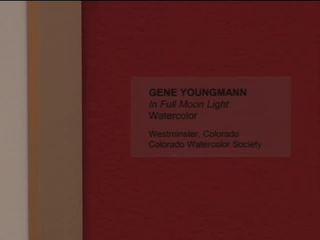 GENE YOUNGMANN
In Full Moon Light
Watercolor
Westminster, Colorado
Colorado Watercolor Society